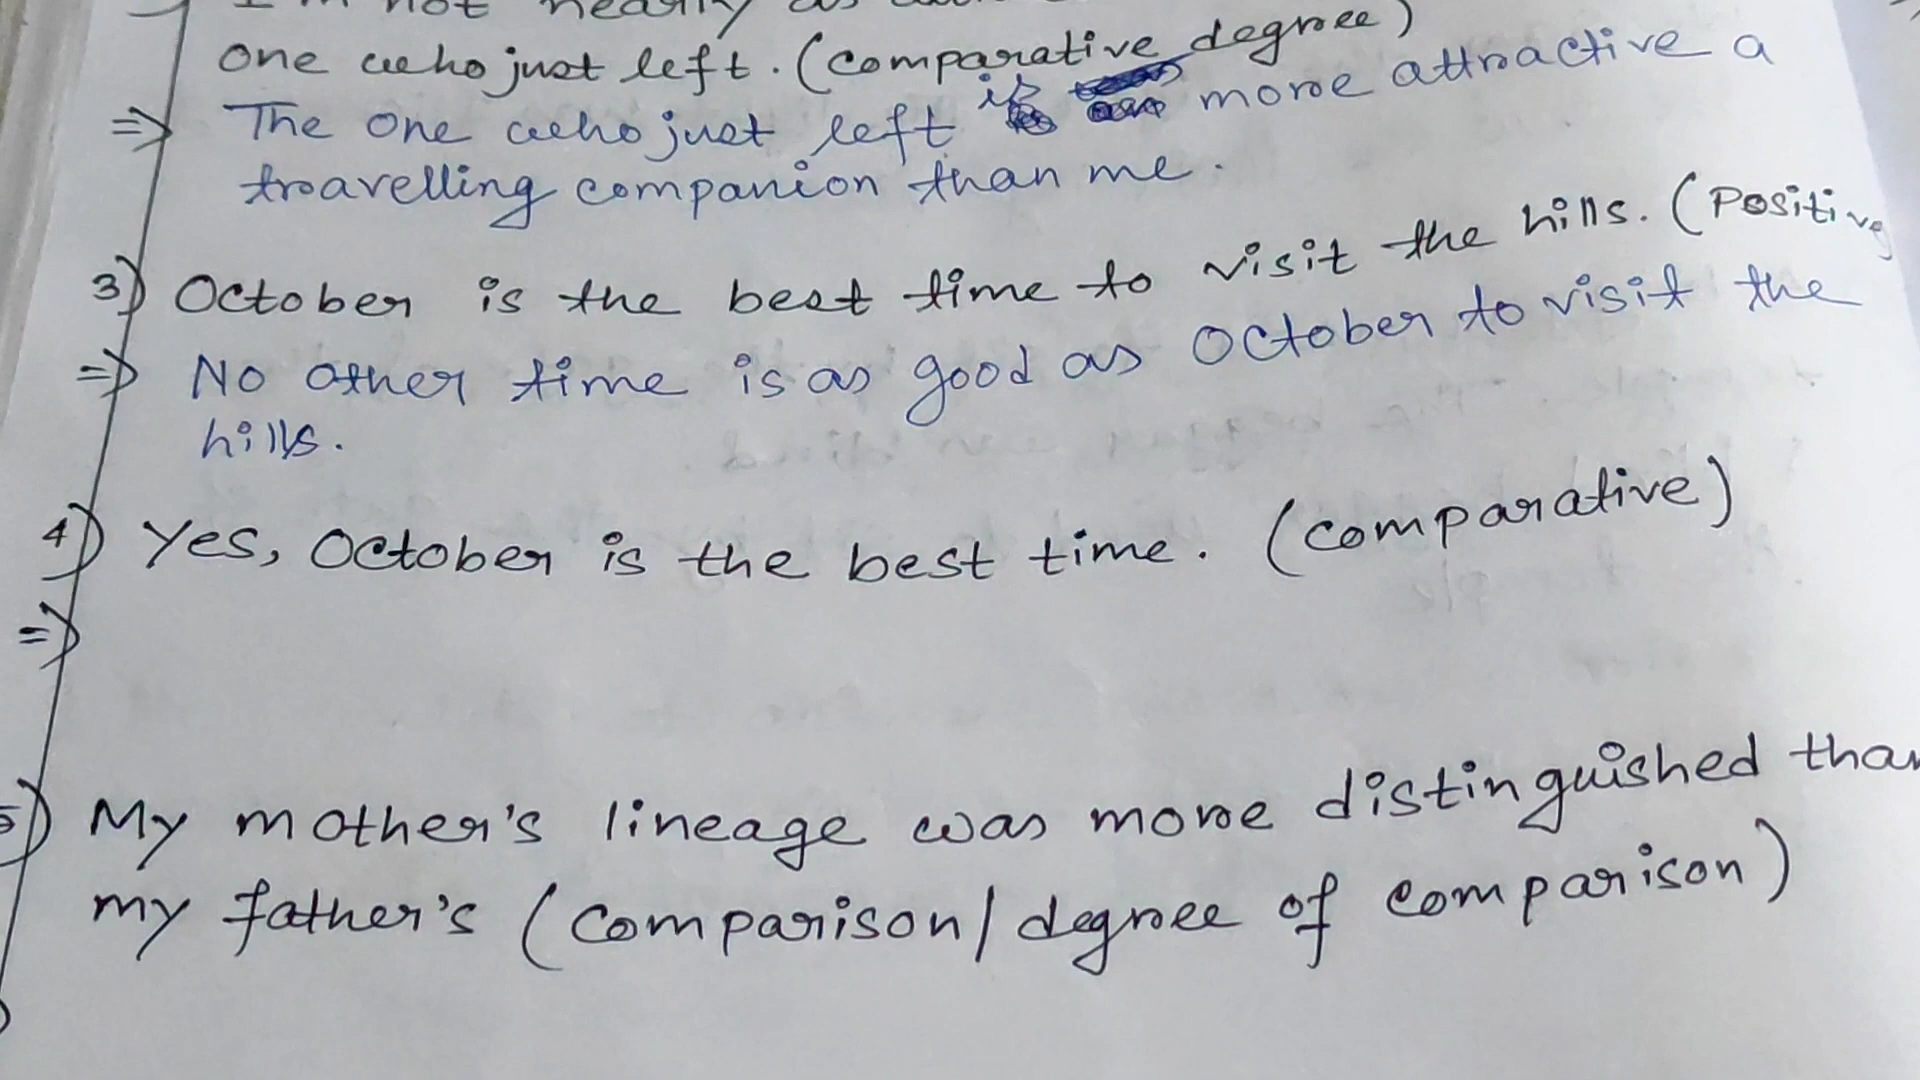 I'm not nearly as
one who just left. (comparative degree)
=> The one who just left is more attractive a
travelling companion than me.
3) October is the best time to visit the hills. (Positive
=> No other time is as good as October to visit the
hills.
4) Yes, October is the best time. (comparative)
=>
5) My mother's lineage was more distinguished than
my father's (comparison/degree of comparison)